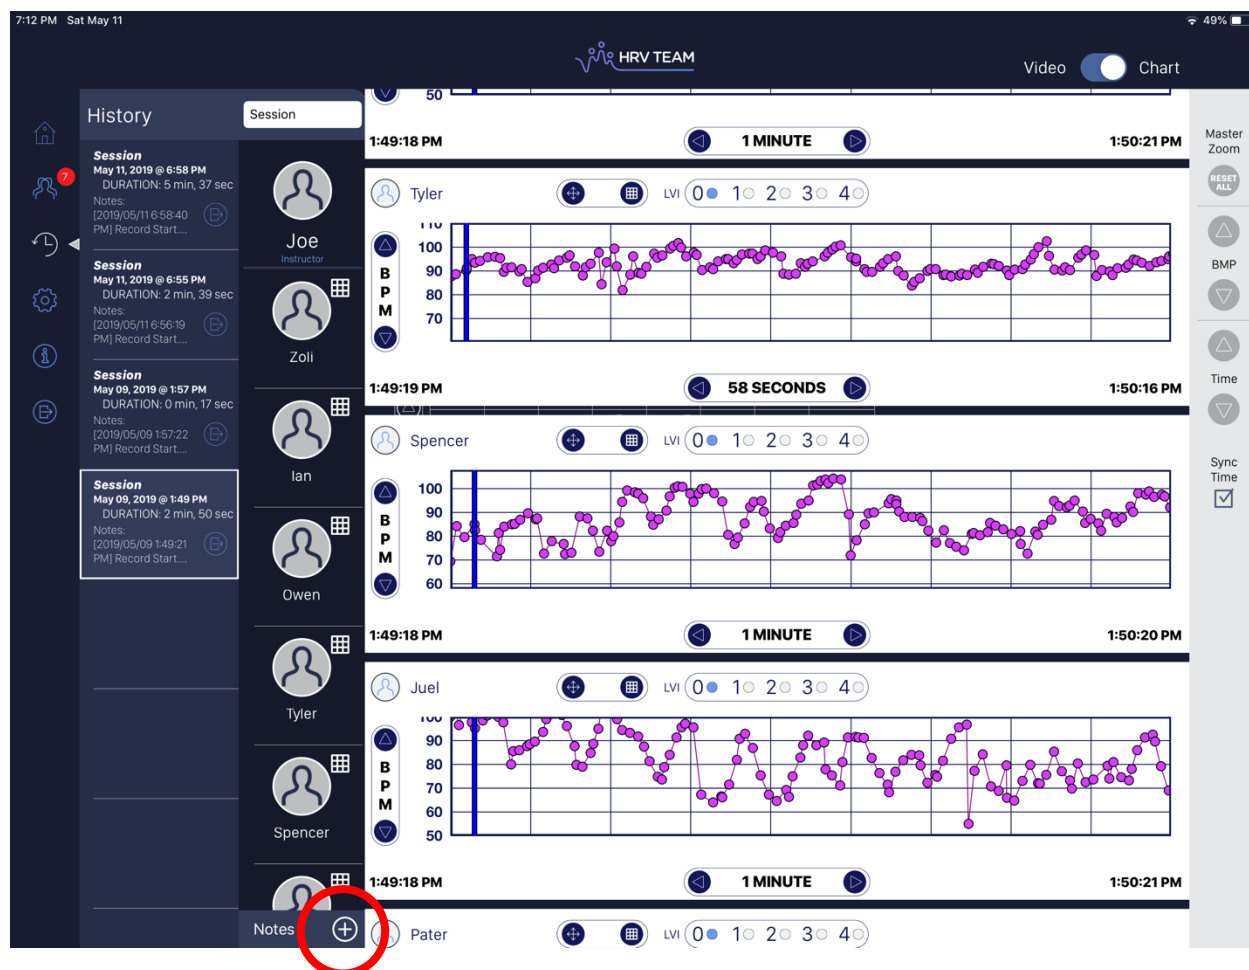 7:12 PM Sat May 11
49%
HRV TEAM
Video
Chart
History
Session
Session
May 11, 2019 @ 6:58 PM
DURATION: 5 min, 37 sec
Notes:
[2019/05/11 6:58:40
PM] Record Start....
Session
May 11, 2019 @ 6:55 PM
DURATION: 2 min, 39 sec
Notes:
[2019/05/11 6:56:19
PM] Record Start....
Session
May 09, 2019 @ 1:57 PM
DURATION: 0 min, 17 sec
Notes:
[2019/05/09 1:57:22
PM] Record Start....
Session
May 09, 2019 @ 1:49 PM
DURATION: 2 min, 50 sec
Notes:
[2019/05/09 1:49:21
PM] Record Start....
7
Joe
Instructor
Zoli
Ian
Owen
Tyler
Spencer
Notes
50
1:49:18 PM
1 MINUTE
1:50:21 PM
Tyler
LVI 0 1 2 3 4
110
100
90
80
70
BPM
1:49:19 PM
58 SECONDS
1:50:16 PM
Spencer
LVI 0 1 2 3 4
100
90
80
70
60
BPM
1:49:18 PM
1 MINUTE
1:50:20 PM
Juel
LVI 0 1 2 3 4
100
90
80
70
60
50
BPM
1:49:18 PM
1 MINUTE
1:50:21 PM
Pater
LVI 0 1 2 3 4
Master
Zoom
RESET
ALL
BMP
Time
Sync
Time